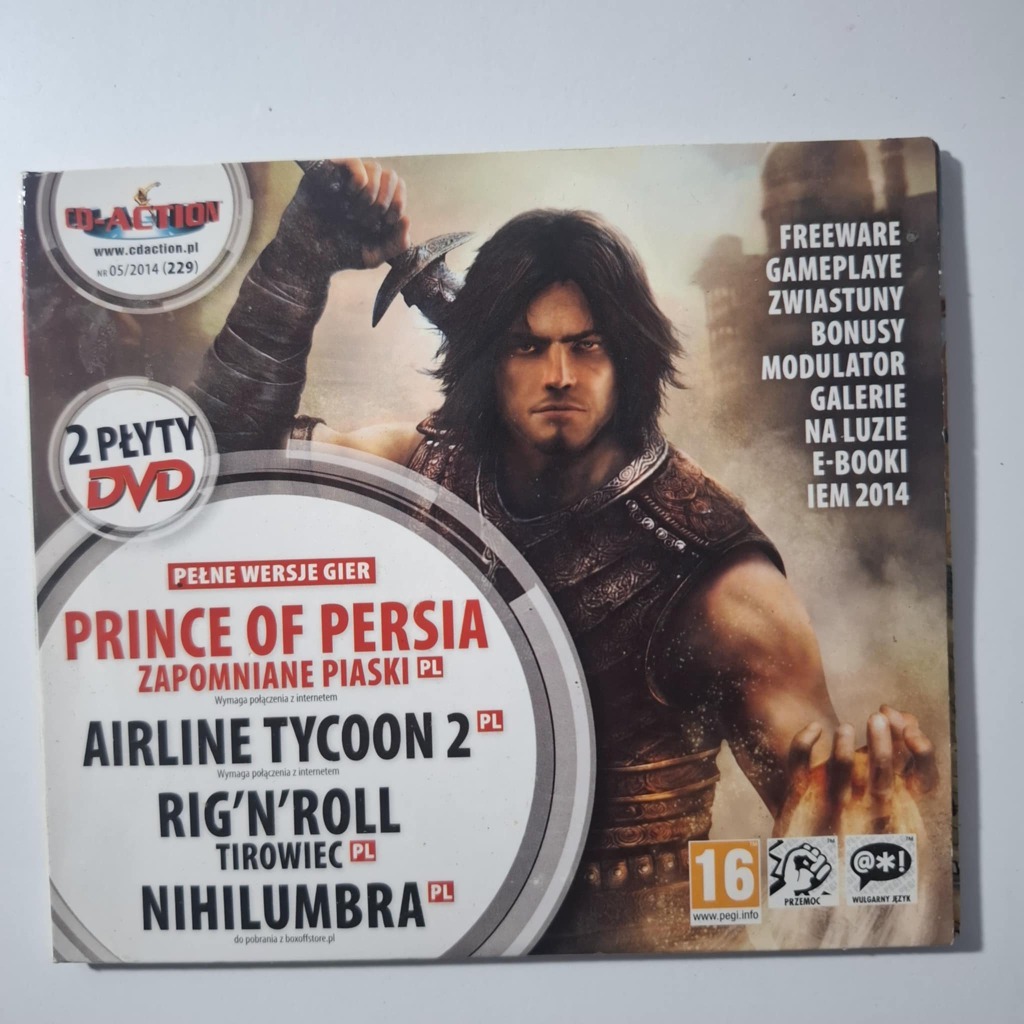 CD-ACTION
www.cdaction.pl
NR 05/2014 (229)
FREEWARE
GAMEPLAYE
ZWIASTUNY
BONUSY
MODULATOR
GALERIE
NA LUZIE
E-BOOKI
IEM 2014
2 PŁYTY
DVD
PEŁNE WERSJE GIER
PRINCE OF PERSIA
ZAPOMNIANE PIASKI PL
Wymaga połączenia z internetem
AIRLINE TYCOON 2 PL
Wymaga połączenia z internetem
RIG'N'ROLL
TIROWIEC PL
NIHILUMBRA PL
do pobrania z boxoffstore.pl
16
www.pegi.info
PRZEMOC
@*!
WULGARNY JĘZYK